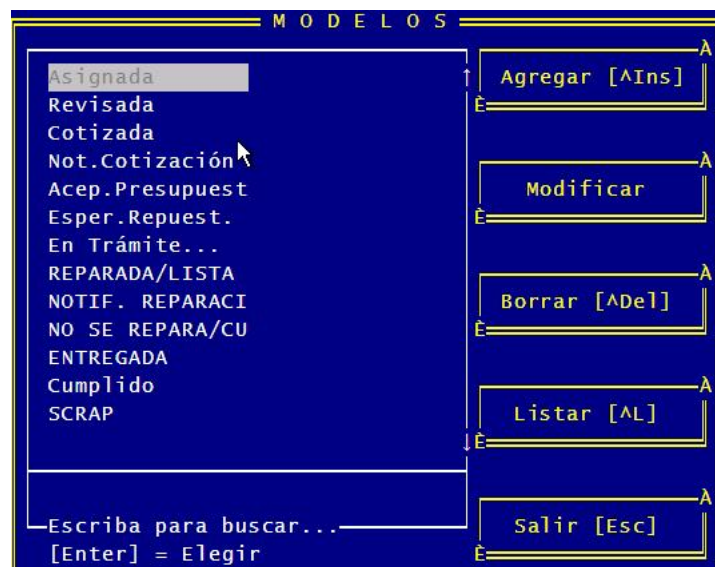 M O D E L O S
Asignada
Revisada
Cotizada
Not.Cotización
Acep.Presupuest
Esper.Repuest.
En Trámite...
REPARADA/LISTA
NOTIF. REPARACI
NO SE REPARA/CU
ENTREGADA
Cumplido
SCRAP
Escriba para buscar...
[Enter] = Elegir
À
Agregar [^Ins]
È
À
Modificar
È
À
Borrar [^Del]
È
À
Listar [^L]
È
À
Salir [Esc]
È